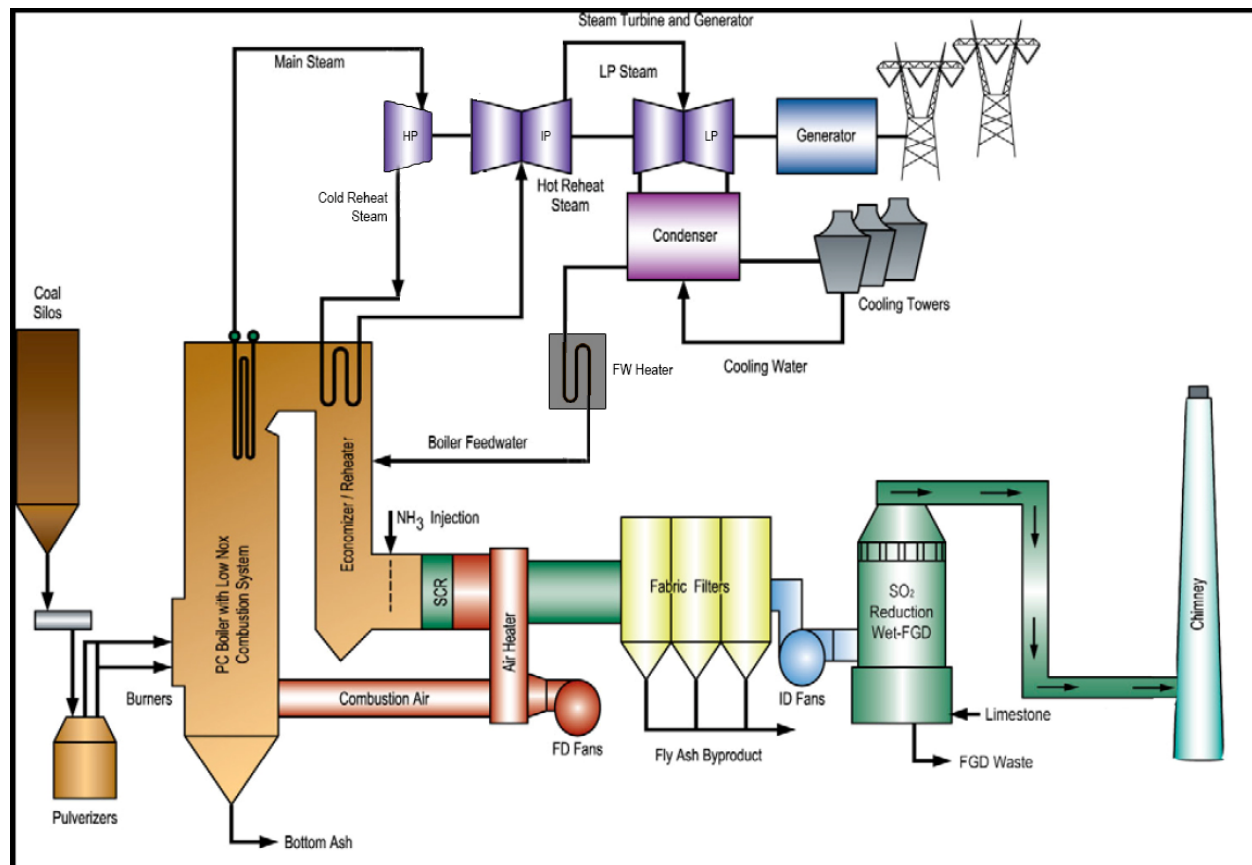 Steam Turbine and Generator
Main Steam
LP Steam
HP
IP
LP
Generator
Cold Reheat
Steam
Hot Reheat
Steam
Condenser
Coal
Silos
Cooling Towers
FW Heater
Cooling Water
Boiler Feedwater
Economizer / Reheater
NH3 Injection
PC Boiler with Low Nox
Combustion System
SCR
Air Heater
Fabric Filters
SO2
Reduction
Wet-FGD
Chimney
Burners
Combustion Air
ID Fans
Limestone
FD Fans
Fly Ash Byproduct
FGD Waste
Pulverizers
Bottom Ash